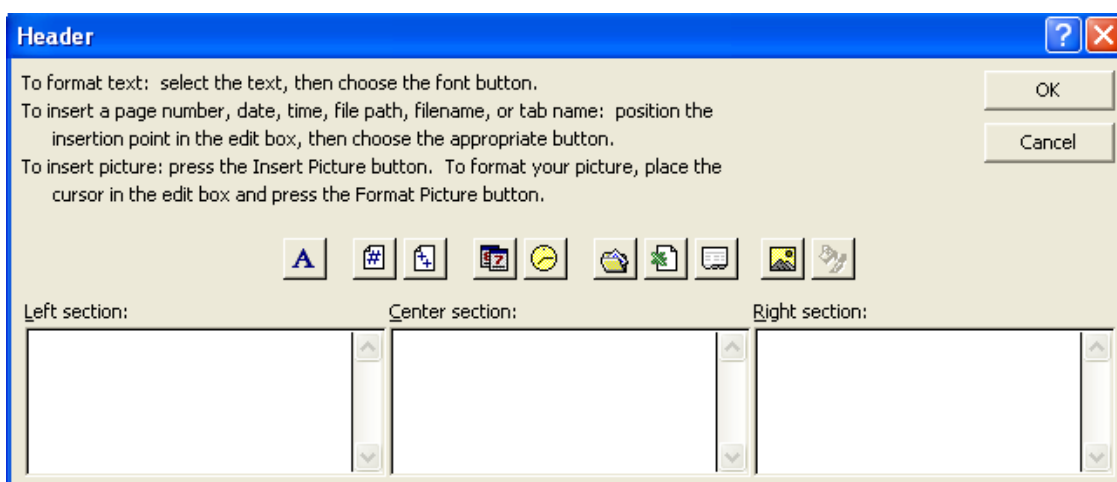 Header
To format text: select the text, then choose the font button.
To insert a page number, date, time, file path, filename, or tab name: position the
insertion point in the edit box, then choose the appropriate button.
To insert picture: press the Insert Picture button. To format your picture, place the
cursor in the edit box and press the Format Picture button.
OK
Cancel
Left section:
Center section:
Right section: